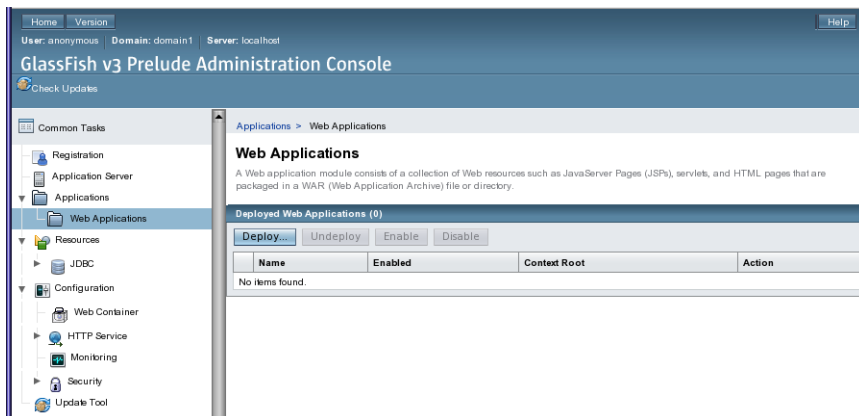 Home Version Help
User: anonymous Domain: domain1 Server: localhost
GlassFish v3 Prelude Administration Console
Check Updates
Common Tasks
Registration
Application Server
Applications
Web Applications
Resources
JDBC
Configuration
Web Container
HTTP Service
Monitoring
Security
Update Tool
Applications > Web Applications
Web Applications
A Web application module consists of a collection of Web resources such as JavaServer Pages (JSPs), servlets, and HTML pages that are
packaged in a WAR (Web Application Archive) file or directory.
Deployed Web Applications (0)
Deploy... Undeploy Enable Disable
Name Enabled Context Root Action
No items found.